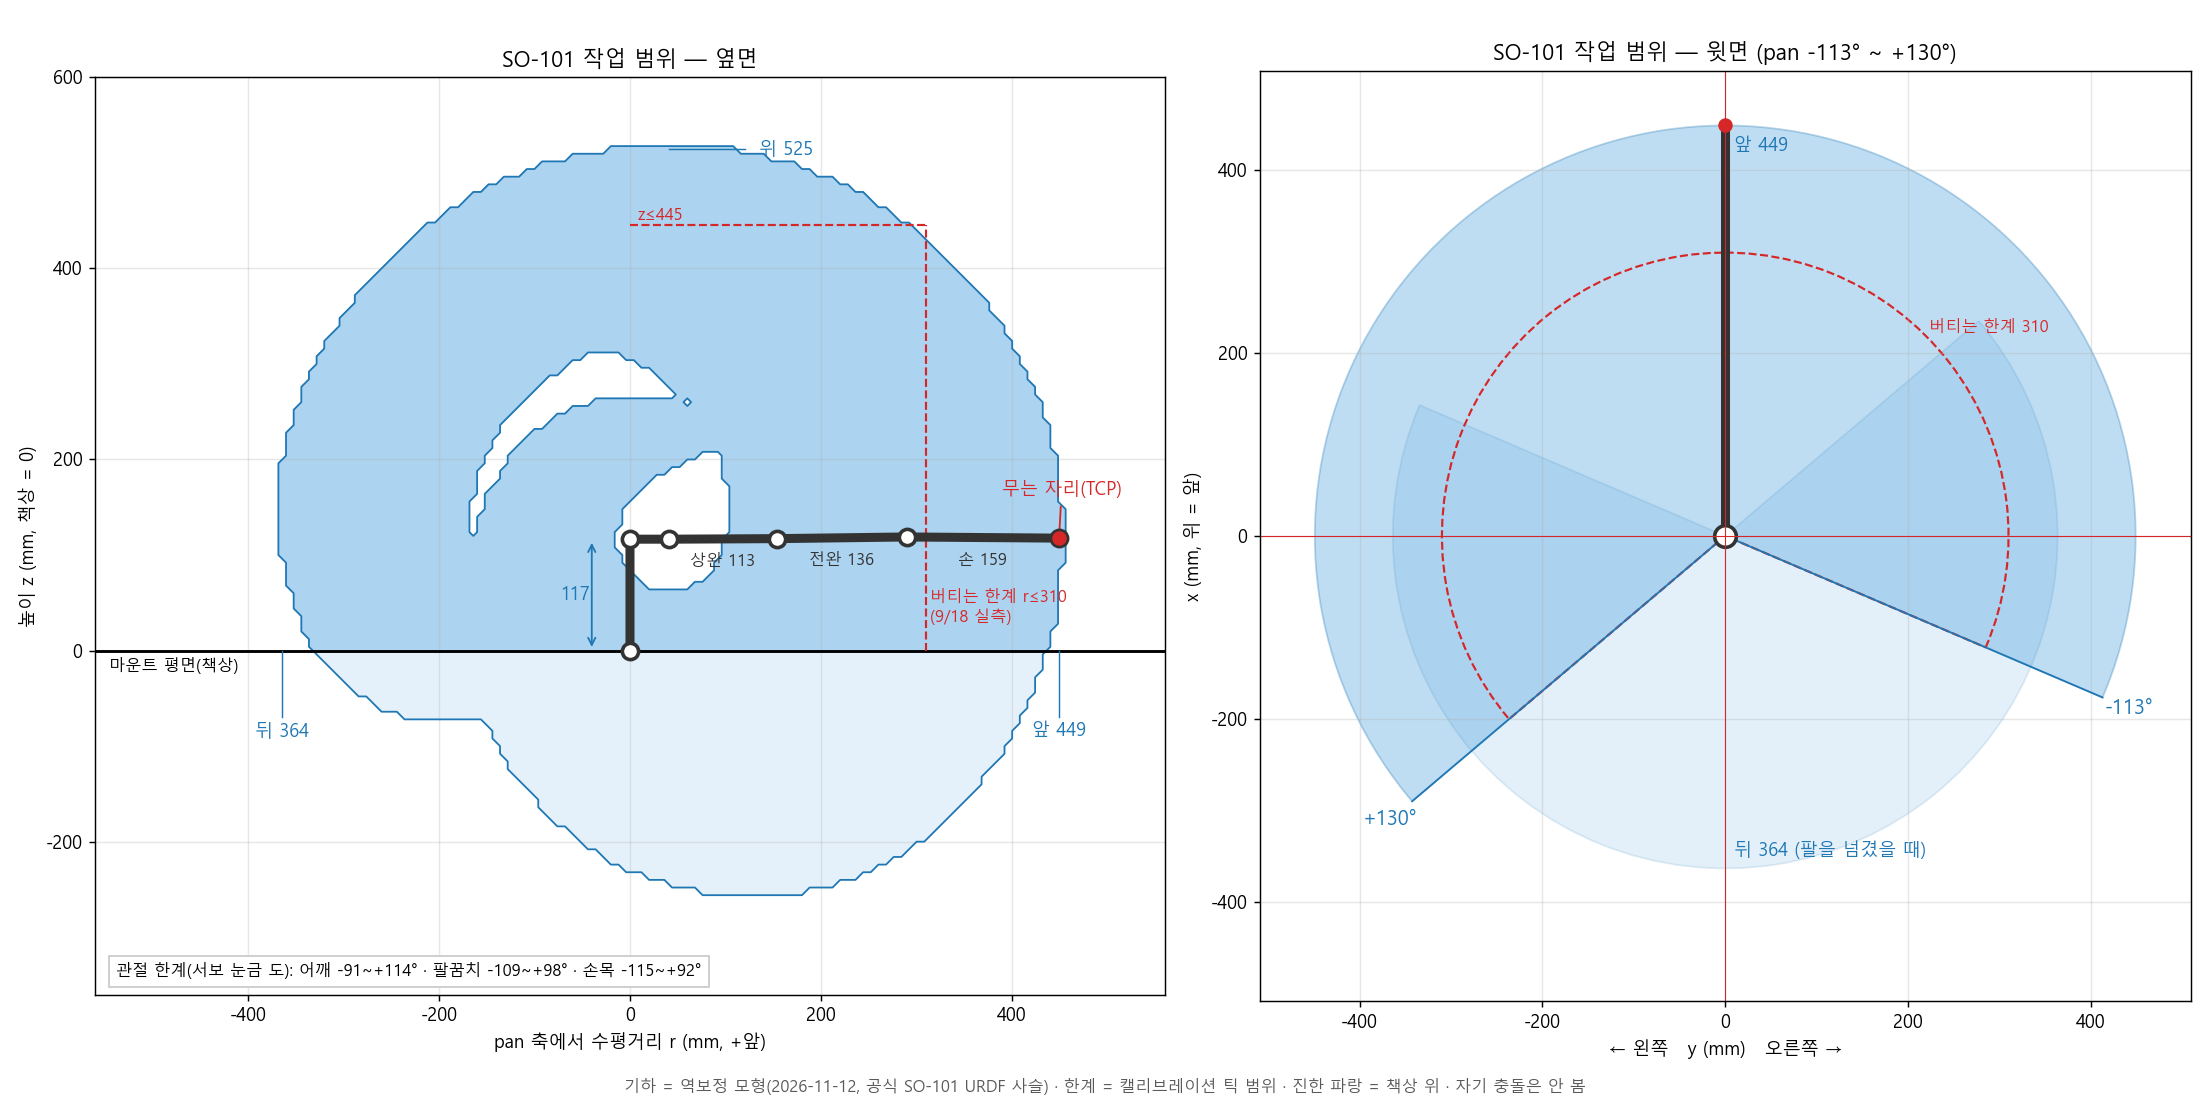 SO-101 작업 범위 — 옆면
600
400
200
0
-200
높이 z (mm, 책상 = 0)
위 525
z≤445
무는 자리(TCP)
상완 113
전완 136
손 159
117
버티는 한계 r≤310
(9/18 실측)
마운트 평면(책상)
뒤 364
앞 449
관절 한계(서보 눈금 도): 어깨 -91~+114° · 팔꿈치 -109~+98° · 손목 -115~+92°
-400
-200
0
200
400
pan 축에서 수평거리 r (mm, +앞)
SO-101 작업 범위 — 윗면 (pan -113° ~ +130°)
400
200
0
-200
-400
x (mm, 위 = 앞)
앞 449
버티는 한계 310
-113°
+130°
뒤 364 (팔을 넘겼을 때)
-400
-200
0
200
400
← 왼쪽 y (mm) 오른쪽 →
기하 = 역보정 모형(2026-11-12, 공식 SO-101 URDF 사슬) · 한계 = 캘리브레이션 틱 범위 · 진한 파랑 = 책상 위 · 자기 충돌은 안 봄